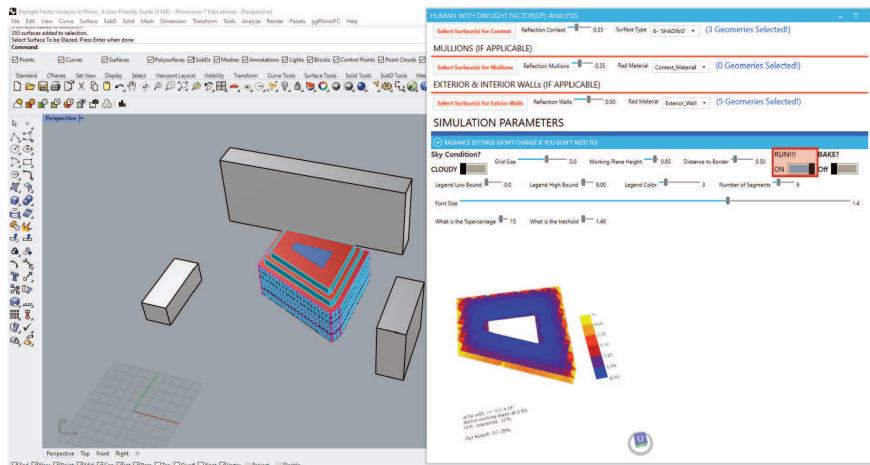 Daylight Factor Analysis in Rhino_ A User-Friendly Guide (3 MB) - Rhinoceros 7 Educational - [Perspective]
File Edit View Curve Surface SubD Solid Mesh Dimension Transform Tools Analyze Render Panels ggRhinoIFC Help
355 surfaces added to selection.
Select Surface To Be Glazed. Press Enter when done
Command:
Points Curves Surfaces Polysurfaces SubDs Meshes Annotations Lights Blocks Control Points Point Clouds
Standard CPlanes Set View Display Select Viewport Layout Visibility Transform Curve Tools Surface Tools Solid Tools SubD Tools
Perspective
Perspective Top Front Right
HUMAN WITH DAYLIGHT FACTOR(DF) ANALYSIS
Select Surface(s) for Context Reflection Context 0.35 Surface Type 6- 'SHADING' (3 Geomeries Selected!)
MULLIONS (IF APPLICABLE)
Select Surface(s) for Mullions Reflection Mullions 0.35 Rad Material Context_Material (0 Geomeries Selected!)
EXTERIOR & INTERIOR WALLs (IF APPLICABLE)
Select Surface(s) for Extrior Walls Reflection Walls 0.50 Rad Material Exterior_Wall (5 Geomeries Selected!)
SIMULATION PARAMETERS
RADIANCE SETTINGS (DON'T CHANGE IF YOU DON'T NEED TO)
Sky Condition? RUN!!! BAKE?
CLOUDY Grid Size 3.0 Working Plane Height 0.85 Distance to Border 0.50 ON Off
Legend Low Bound 0.0 Legend High Bound 9.00 Legend Color 3 Number of Segments 6
Font Size 1.4
What is the %percentage 15 What is the treshold 1.40